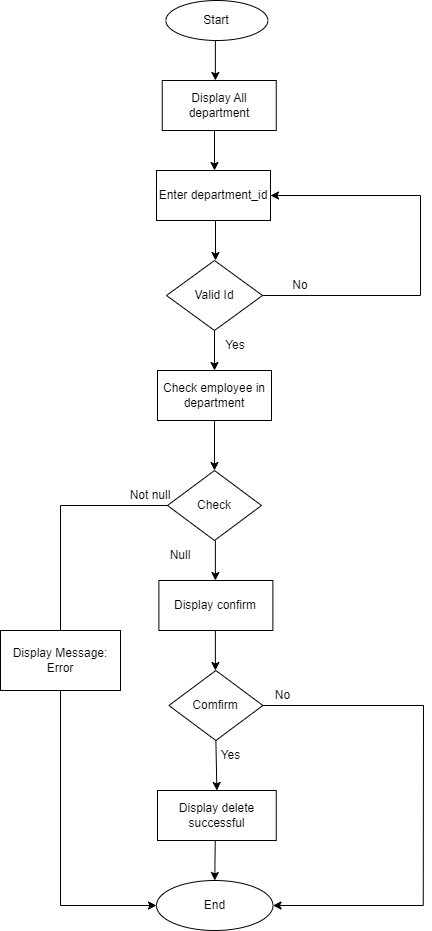 Start
Display All
department
Enter department_id
Valid Id
No
Yes
Check employee in
department
Not null
Check
Null
Display confirm
Display Message:
Error
No
Comfirm
Yes
Display delete
successful
End